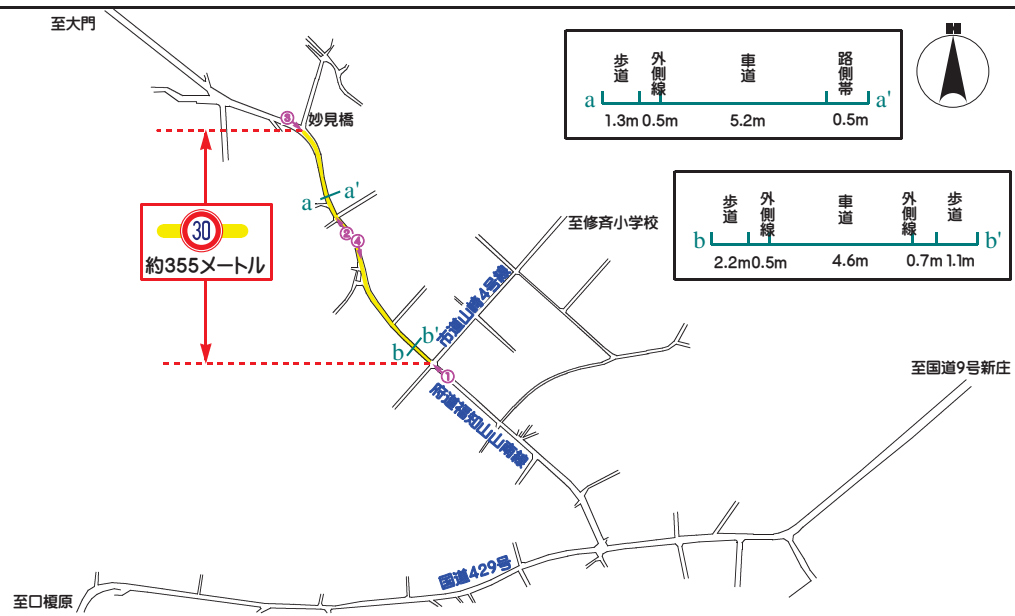 至大門
歩道
外側線
車道
路側帯
a
a'
1.3m
0.5m
5.2m
0.5m
③
妙見橋
a
a'
30
約355メートル
②
④
至修斉小学校
歩道
外側線
車道
外側線
歩道
b
b'
2.2m
0.5m
4.6m
0.7m
1.1m
市道山崎4号線
b
b'
①
府道福知山山南線
至国道9号新庄
国道429号
至口榎原